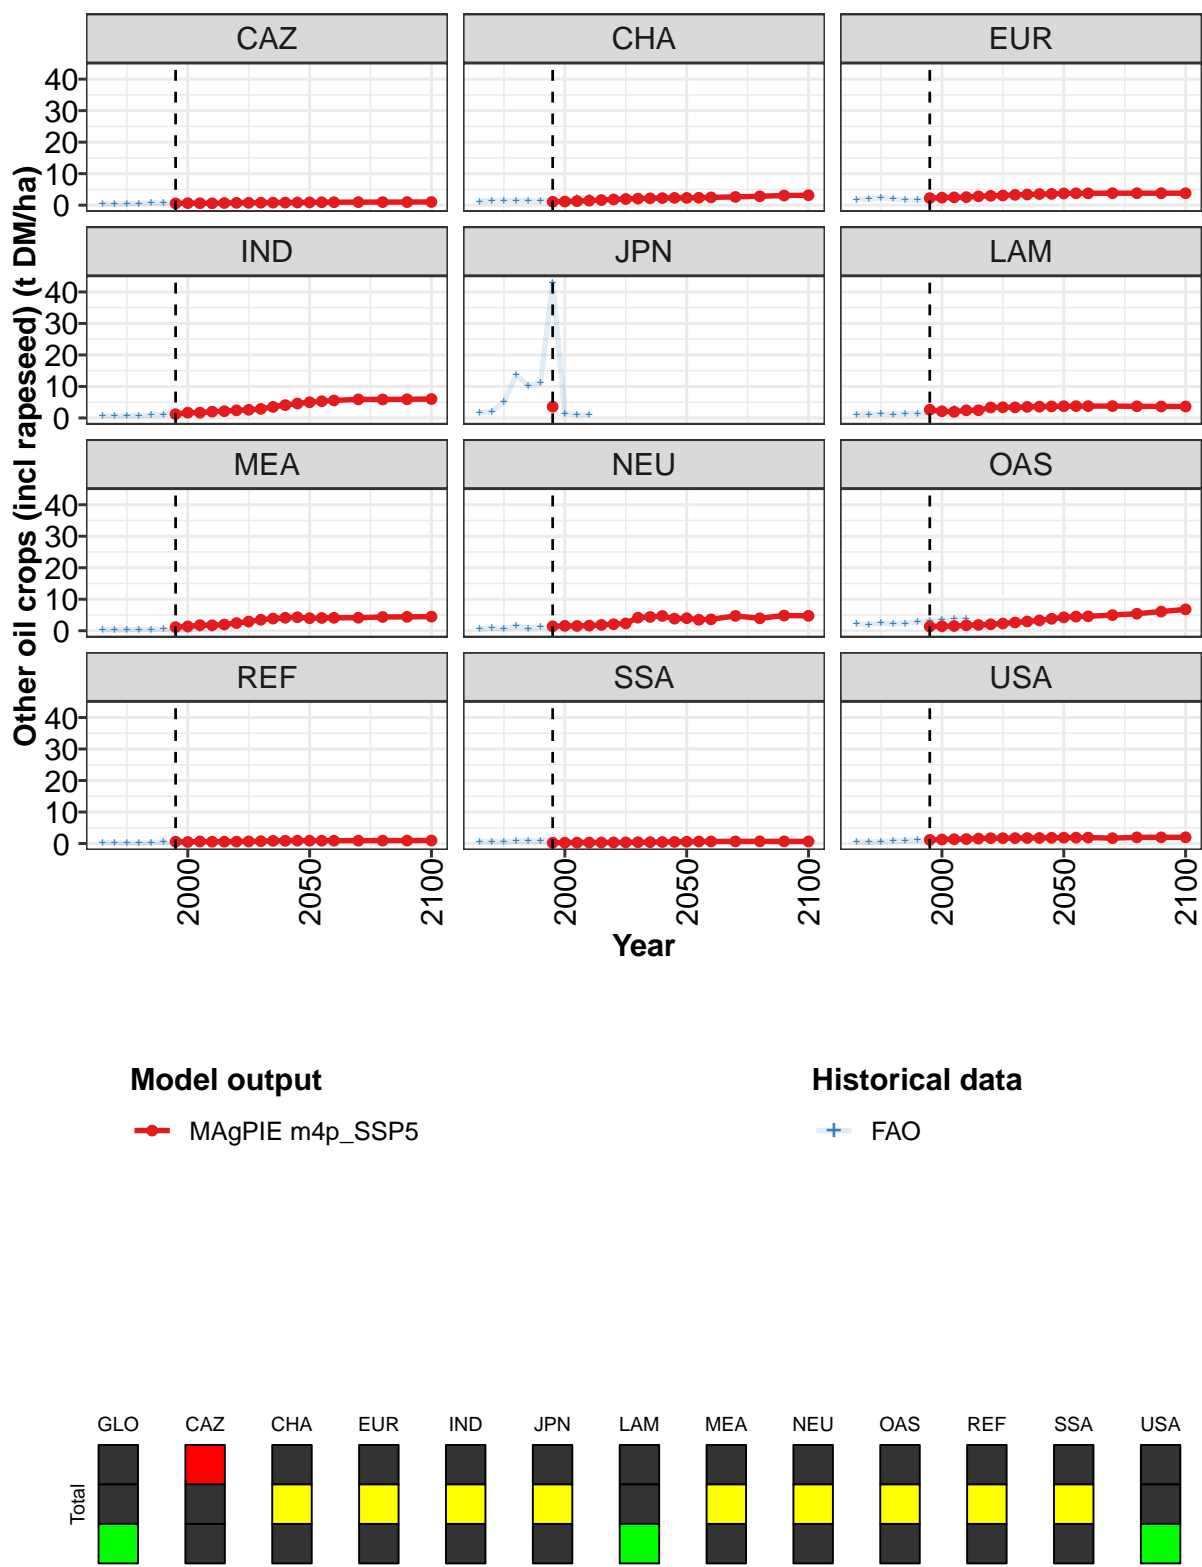 CAZ CHA EUR
40
30
20
10
0
IND JPN LAM
40
30
20
10
0
MEA NEU OAS
40
30
20
10
0
REF SSA USA
40
30
20
10
0
Other oil crops (incl rapeseed) (t DM/ha)
2000 2050 2100 2000 2050 2100 2000 2050 2100
Year
Model output Historical data
MAgPIE m4p_SSP5 FAO
GLO CAZ CHA EUR IND JPN LAM MEA NEU OAS REF SSA USA
Total